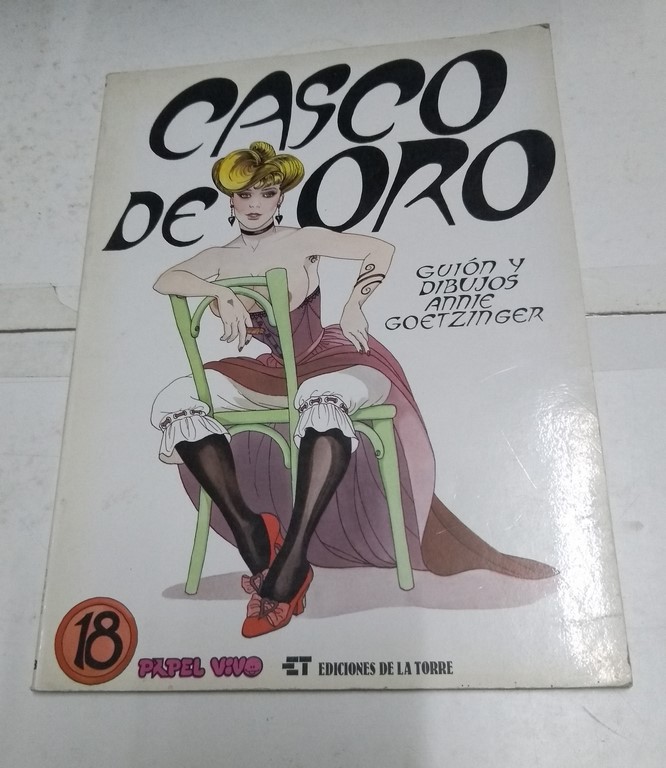 CASCO
DE ORO
GUIÓN Y
DIBUJOS
ANNIE
GOETZINGER
18
PAPEL VIVO
ET EDICIONES DE LA TORRE